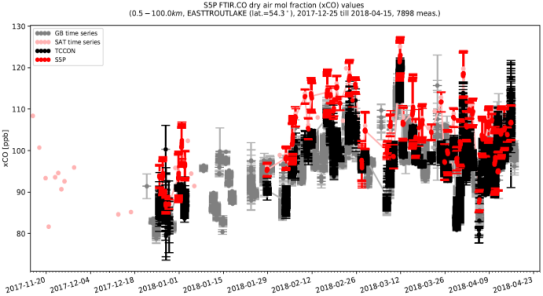 S5P FTIR.CO dry air mol fraction (xCO) values
(0.5−100.0km, EASTTROUTLAKE (lat.=54.3°), 2017-12-25 till 2018-04-15, 7898 meas.)
GB time series
SAT time series
TCCON
S5P
xCO [ppb]
130
120
110
100
90
80
2017-11-20
2017-12-04
2017-12-18
2018-01-01
2018-01-15
2018-01-29
2018-02-12
2018-02-26
2018-03-12
2018-03-26
2018-04-09
2018-04-23